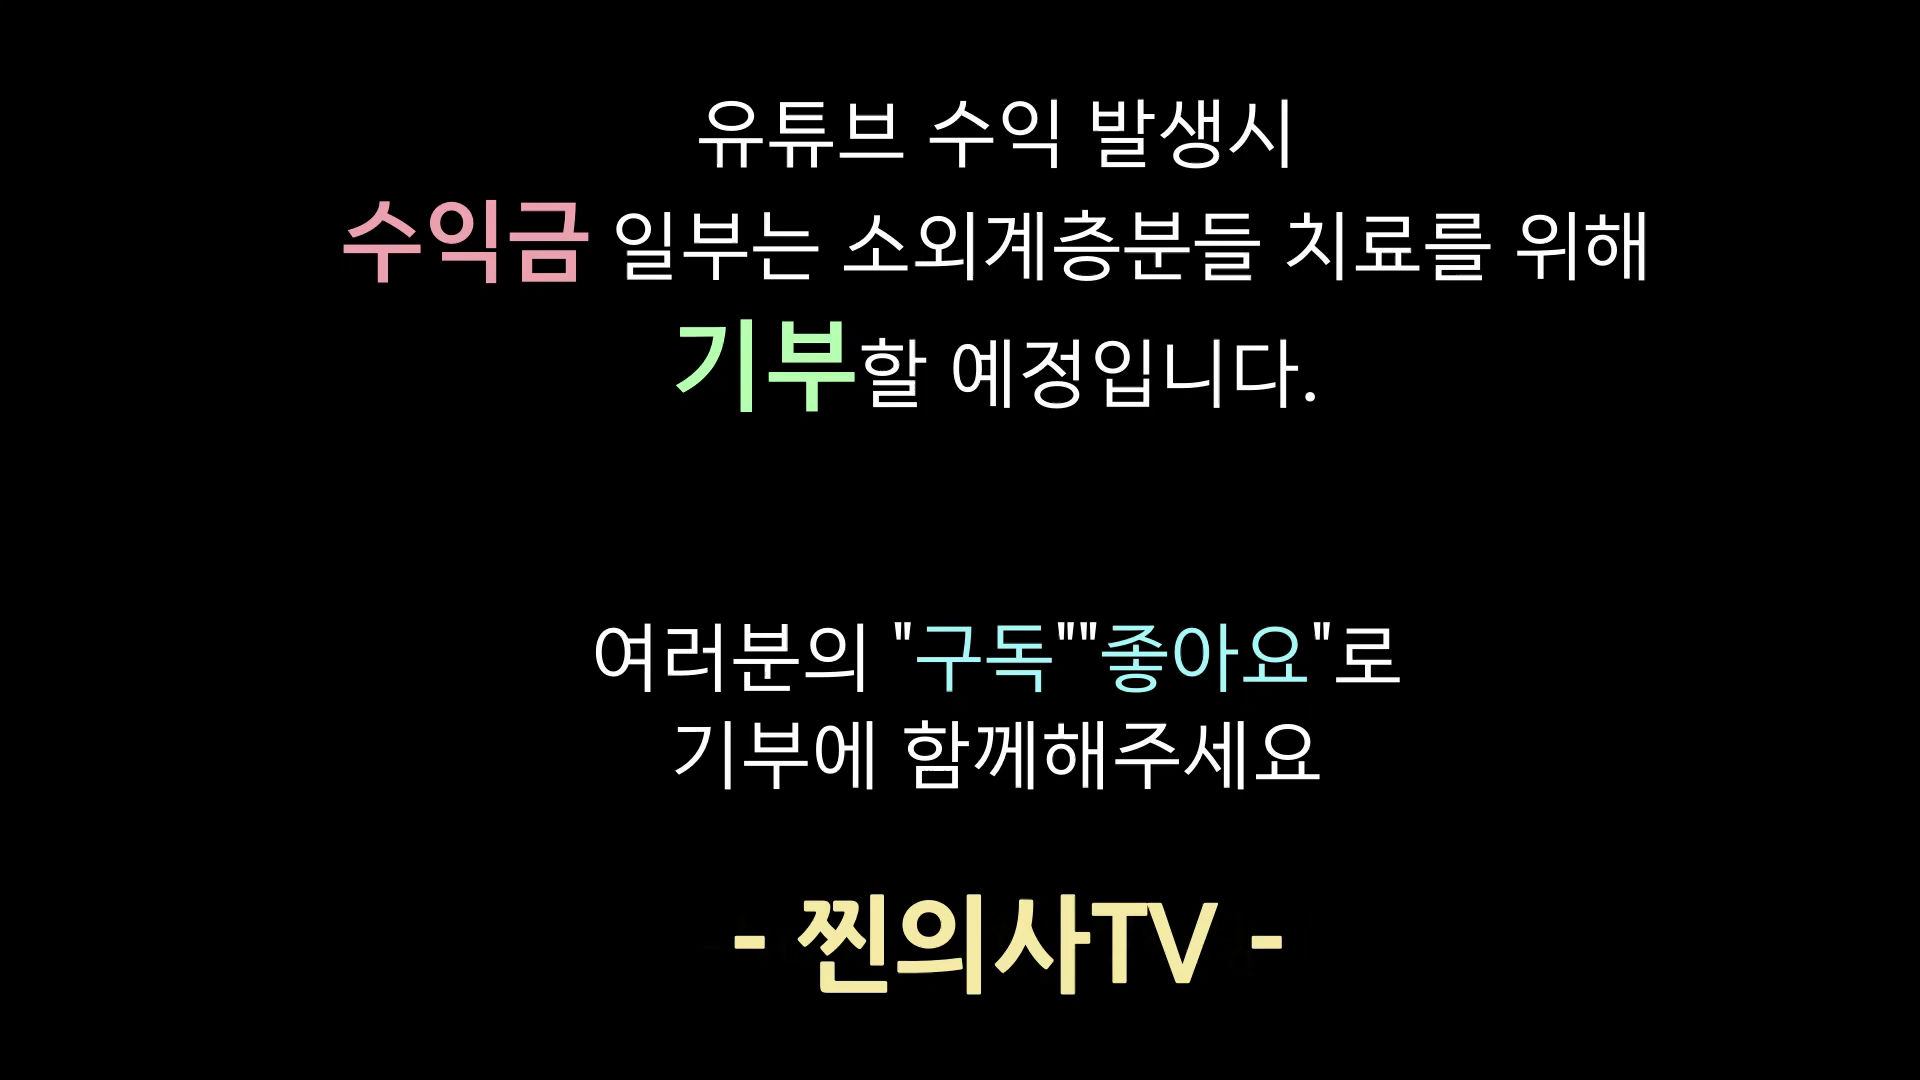 유튜브 수익 발생시
수익금 일부는 소외계층분들 치료를 위해
기부할 예정입니다.
여러분의 "구독""좋아요"로
기부에 함께해주세요
- 찐의사TV -